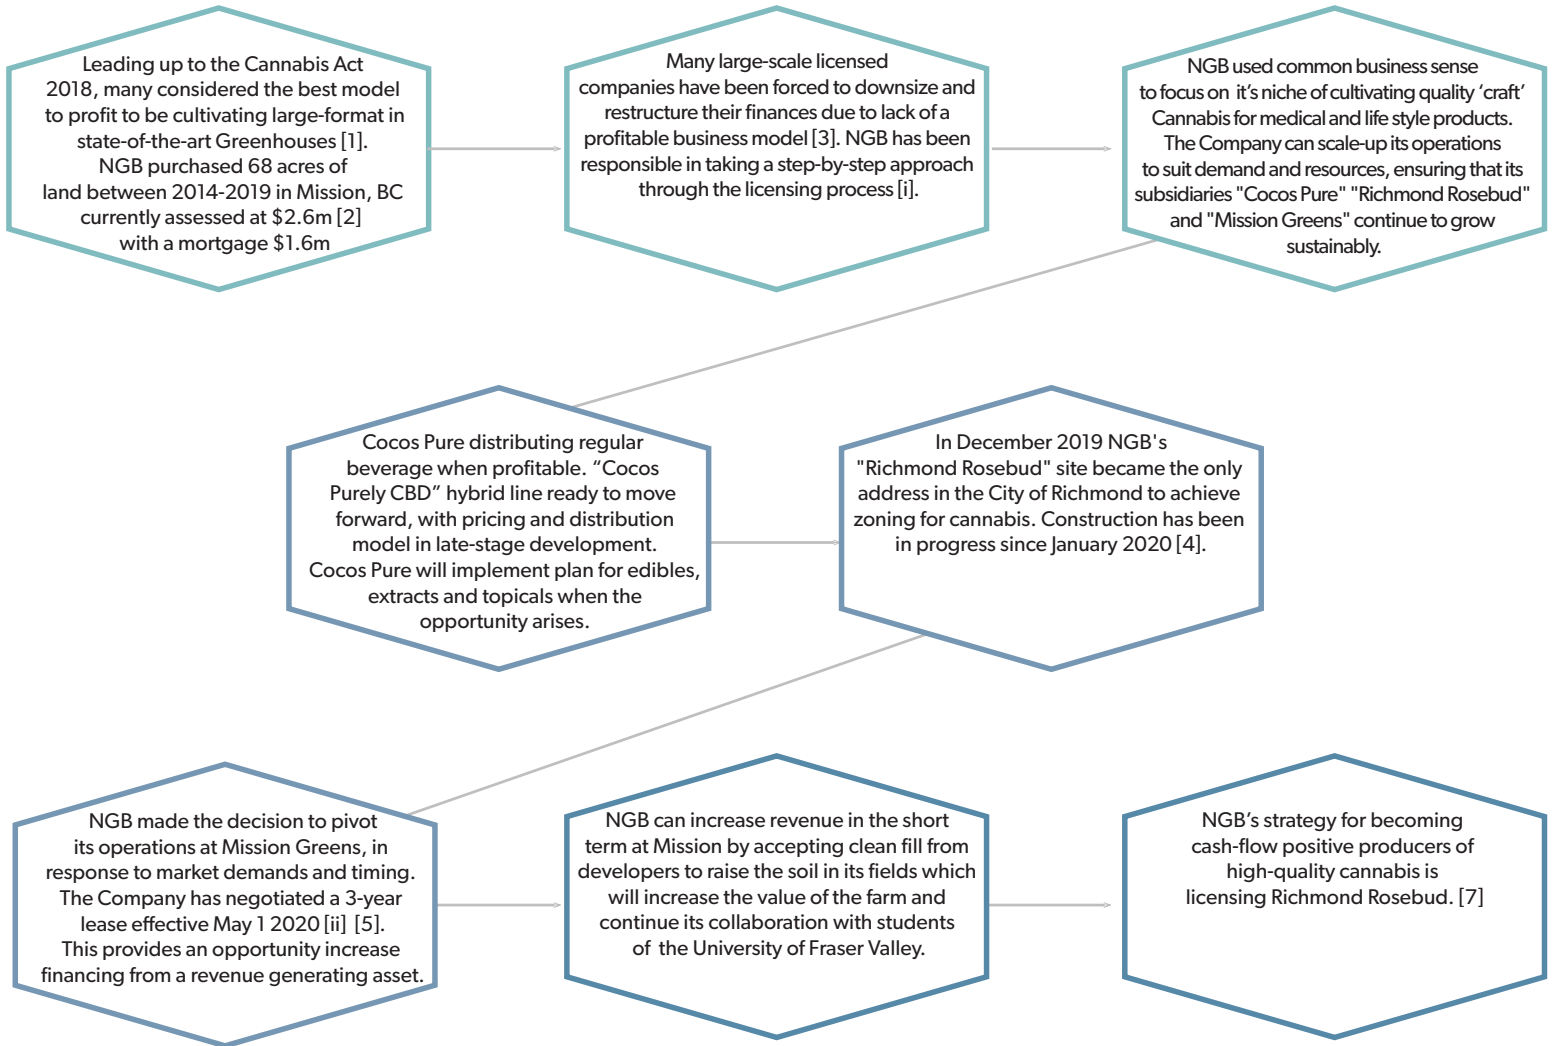 Leading up to the Cannabis Act
2018, many considered the best model
to profit to be cultivating large-format in
state-of-the-art Greenhouses [1].
NGB purchased 68 acres of
land between 2014-2019 in Mission, BC
currently assessed at $2.6m [2]
with a mortgage $1.6m
Many large-scale licensed
companies have been forced to downsize and
restructure their finances due to lack of a
profitable business model [3]. NGB has been
responsible in taking a step-by-step approach
through the licensing process [i].
NGB used common business sense
to focus on it's niche of cultivating quality ‘craft’
Cannabis for medical and life style products.
The Company can scale-up its operations
to suit demand and resources, ensuring that its
subsidiaries "Cocos Pure" "Richmond Rosebud"
and "Mission Greens" continue to grow
sustainably.
Cocos Pure distributing regular
beverage when profitable. “Cocos
Purely CBD” hybrid line ready to move
forward, with pricing and distribution
model in late-stage development.
Cocos Pure will implement plan for edibles,
extracts and topicals when the
opportunity arises.
In December 2019 NGB's
"Richmond Rosebud" site became the only
address in the City of Richmond to achieve
zoning for cannabis. Construction has been
in progress since January 2020 [4].
NGB made the decision to pivot
its operations at Mission Greens, in
response to market demands and timing.
The Company has negotiated a 3-year
lease effective May 1 2020 [ii] [5].
This provides an opportunity increase
financing from a revenue generating asset.
NGB can increase revenue in the short
term at Mission by accepting clean fill from
developers to raise the soil in its fields which
will increase the value of the farm and
continue its collaboration with students
of the University of Fraser Valley.
NGB’s strategy for becoming
cash-flow positive producers of
high-quality cannabis is
licensing Richmond Rosebud. [7]